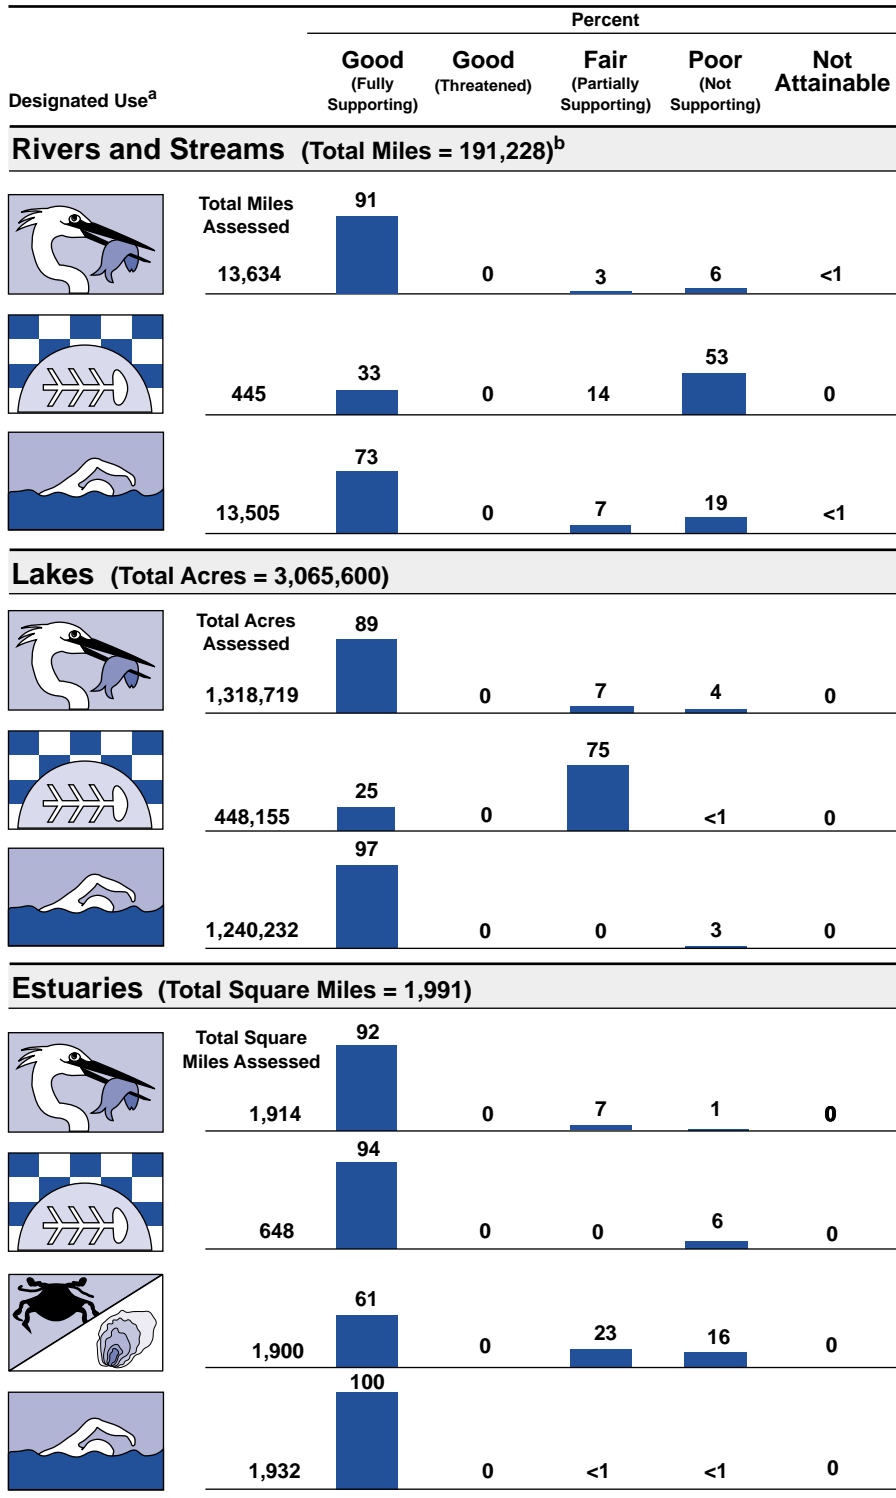 Percent
Designated Use^a
Good (Fully Supporting)
Good (Threatened)
Fair (Partially Supporting)
Poor (Not Supporting)
Not Attainable
Rivers and Streams (Total Miles = 191,228)^b
Total Miles Assessed
91
13,634 0 3 6 <1
33 53
445 0 14 0
73
13,505 0 7 19 <1
Lakes (Total Acres = 3,065,600)
Total Acres Assessed
89
1,318,719 0 7 4 0
75
25
448,155 0 <1 0
97
1,240,232 0 0 3 0
Estuaries (Total Square Miles = 1,991)
Total Square Miles Assessed
92
1,914 0 7 1 0
94
648 0 0 6 0
61
1,900 0 23 16 0
100
1,932 0 <1 <1 0